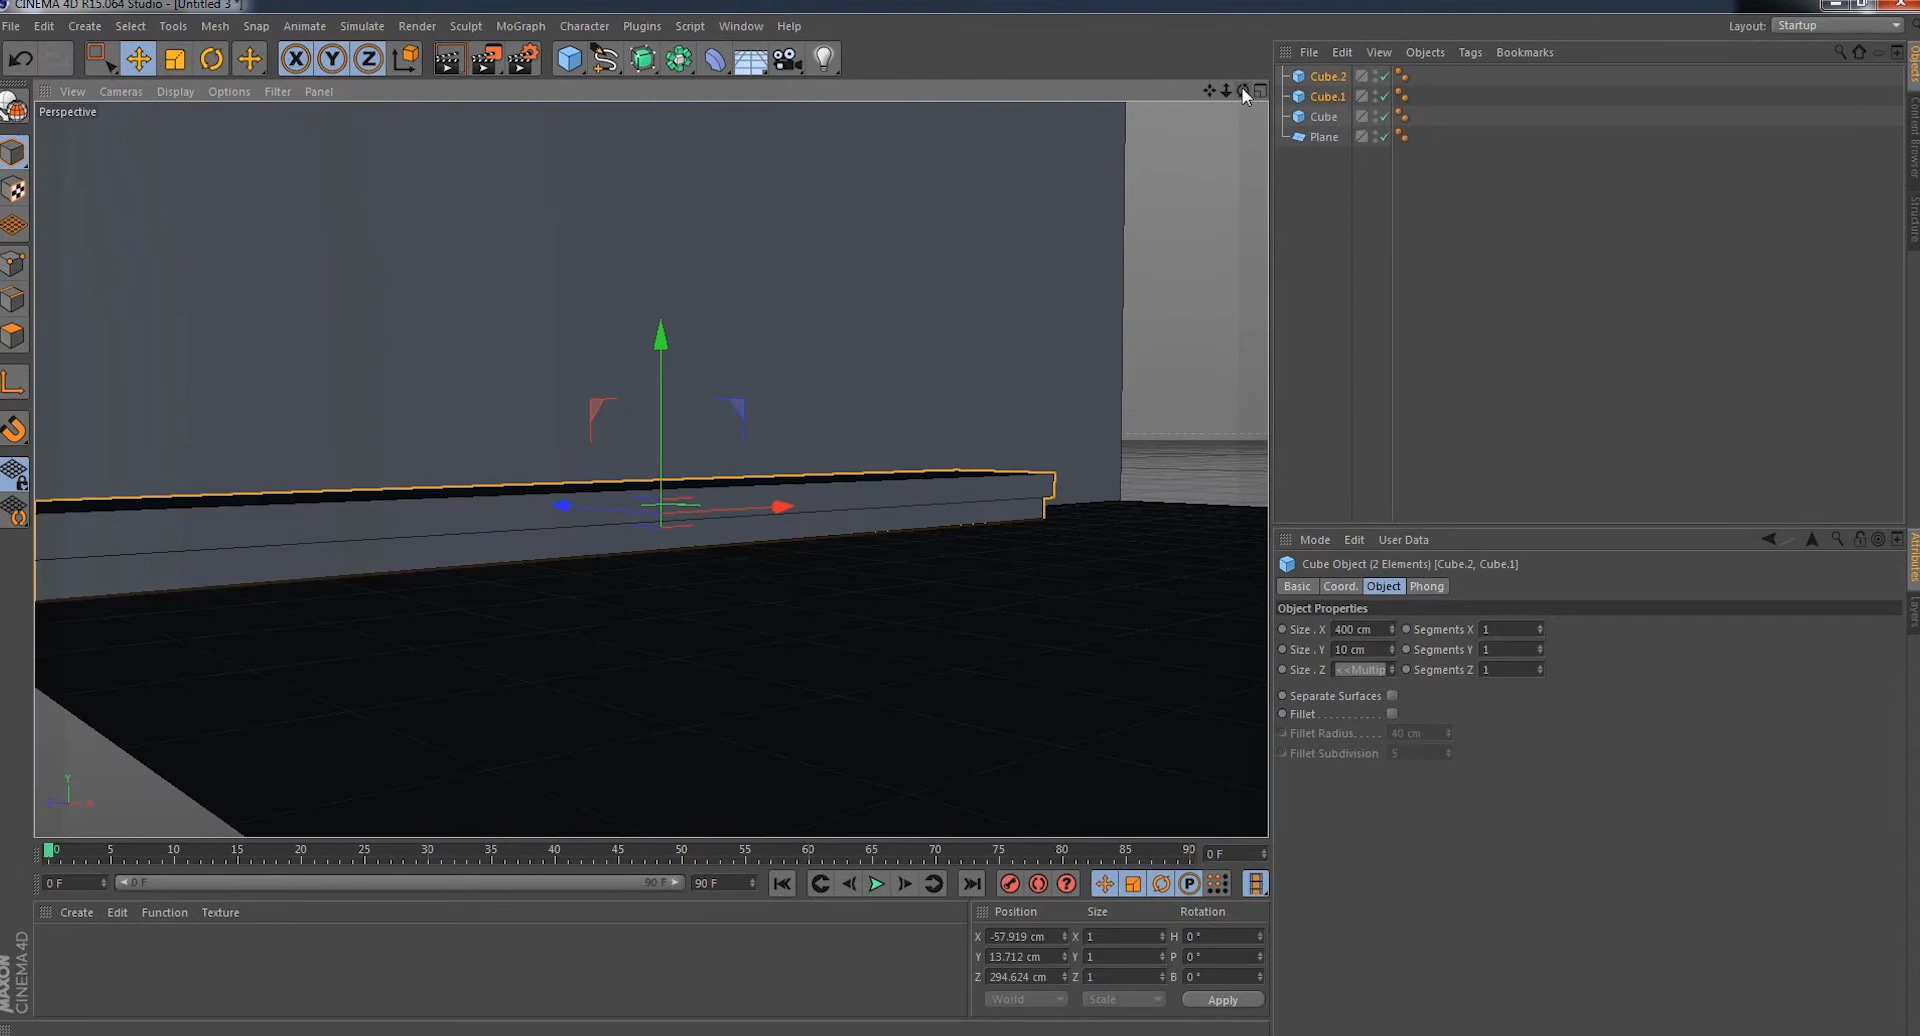 CINEMA 4D R15.064 Studio - [Untitled 3 *]
File Edit Create Select Tools Mesh Snap Animate Simulate Render Sculpt MoGraph Character Plugins Script Window Help
Layout: Startup
X Y Z
File Edit View Objects Tags Bookmarks
View Cameras Display Options Filter Panel
Perspective
Cube.2
Cube.1
Cube
Plane
Objects
Content Browser
Structure
Mode Edit User Data
Cube Object (2 Elements) [Cube.2, Cube.1]
Basic Coord. Object Phong
Object Properties
Size . X 400 cm Segments X 1
Size . Y 10 cm Segments Y 1
Size . Z <<Multip Segments Z 1
Separate Surfaces
Fillet . . . . . . . . . . . .
Fillet Radius. . . . . 40 cm
Fillet Subdivision 5
Attributes
Layers
Y
Z X
0 5 10 15 20 25 30 35 40 45 50 55 60 65 70 75 80 85 90 0 F
0 F 0 F 90 F 90 F
P
Create Edit Function Texture
Position Size Rotation
X -57.919 cm X 1 H 0 °
Y 13.712 cm Y 1 P 0 °
Z 294.624 cm Z 1 B 0 °
World Scale Apply
MAXON
CINEMA 4D